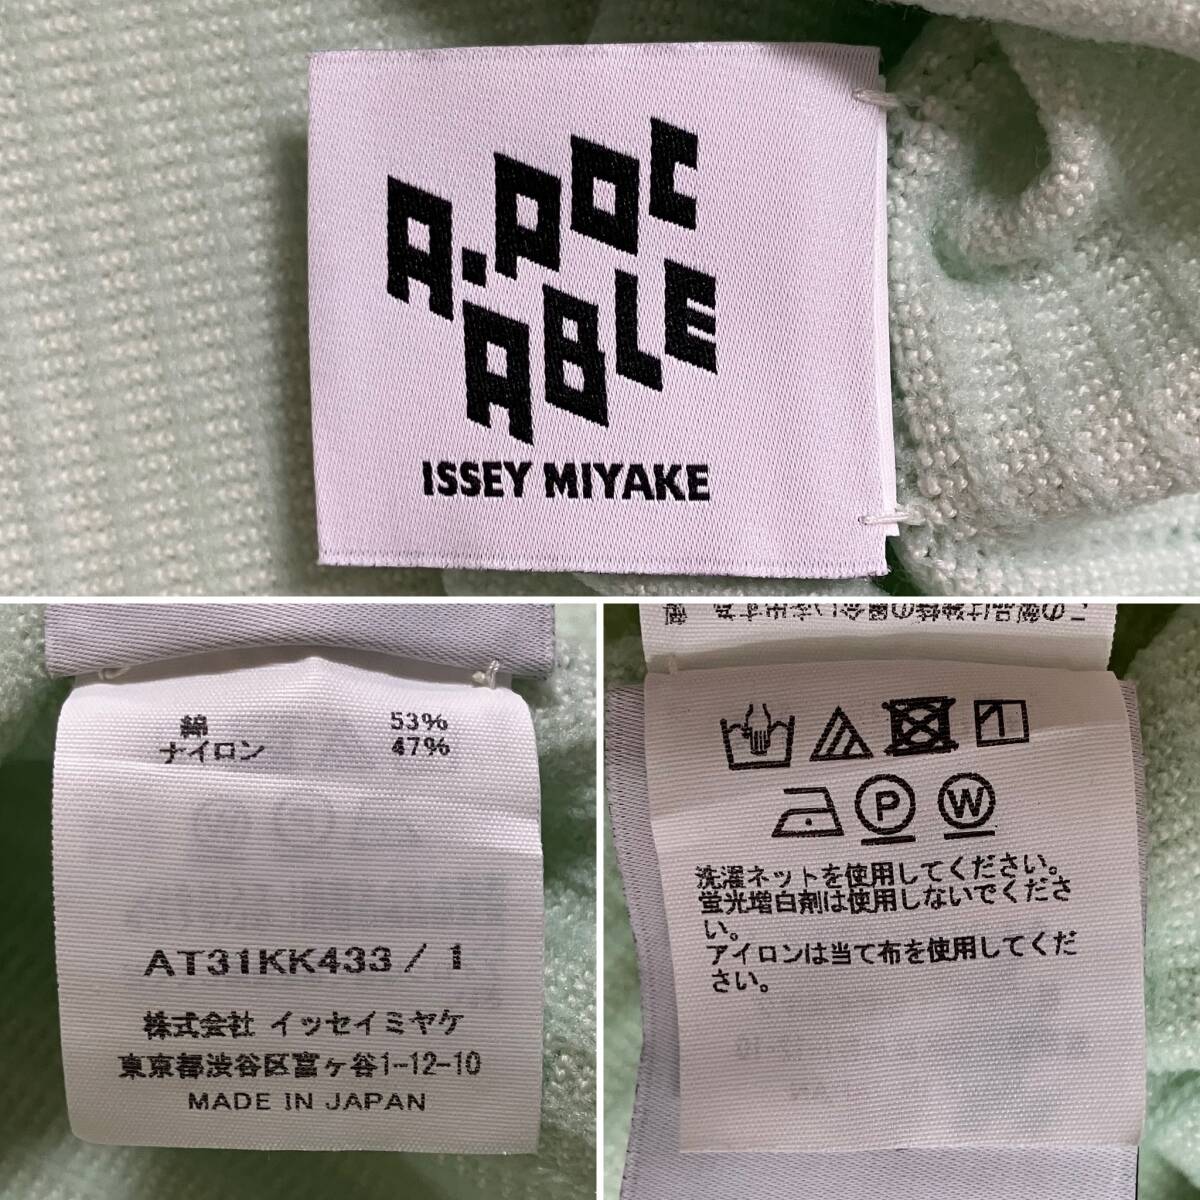 A-POC
ABLE
ISSEY MIYAKE
綿 53%
ナイロン 47%
AT31KK433 / 1
株式会社 イッセイミヤケ
東京都渋谷区富ヶ谷1-12-10
MADE IN JAPAN
1
P W
洗濯ネットを使用してください。
蛍光増白剤は使用しないでくださ
い。
アイロンは当て布を使用してくだ
さい。